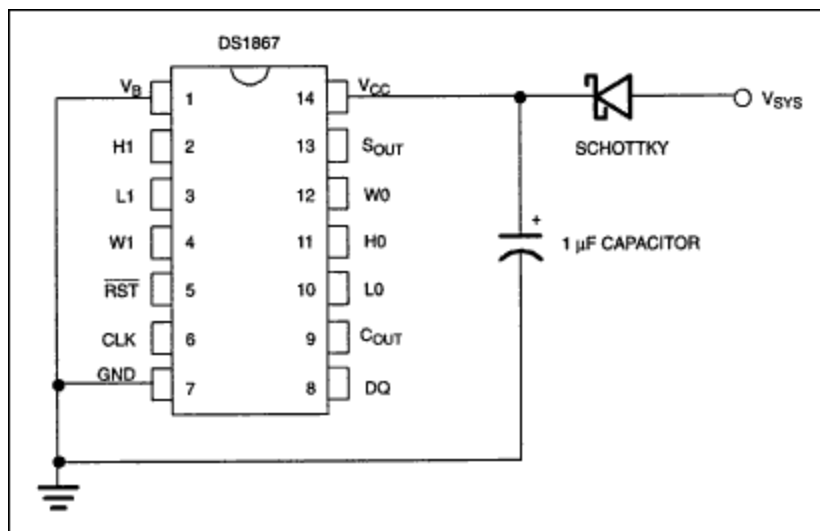 DS1867
VB 1 14 VCC VSYS
H1 2 13 SOUT SCHOTTKY
L1 3 12 W0
+
W1 4 11 H0 1 µF CAPACITOR
RST 5 10 L0
CLK 6 9 COUT
GND 7 8 DQ